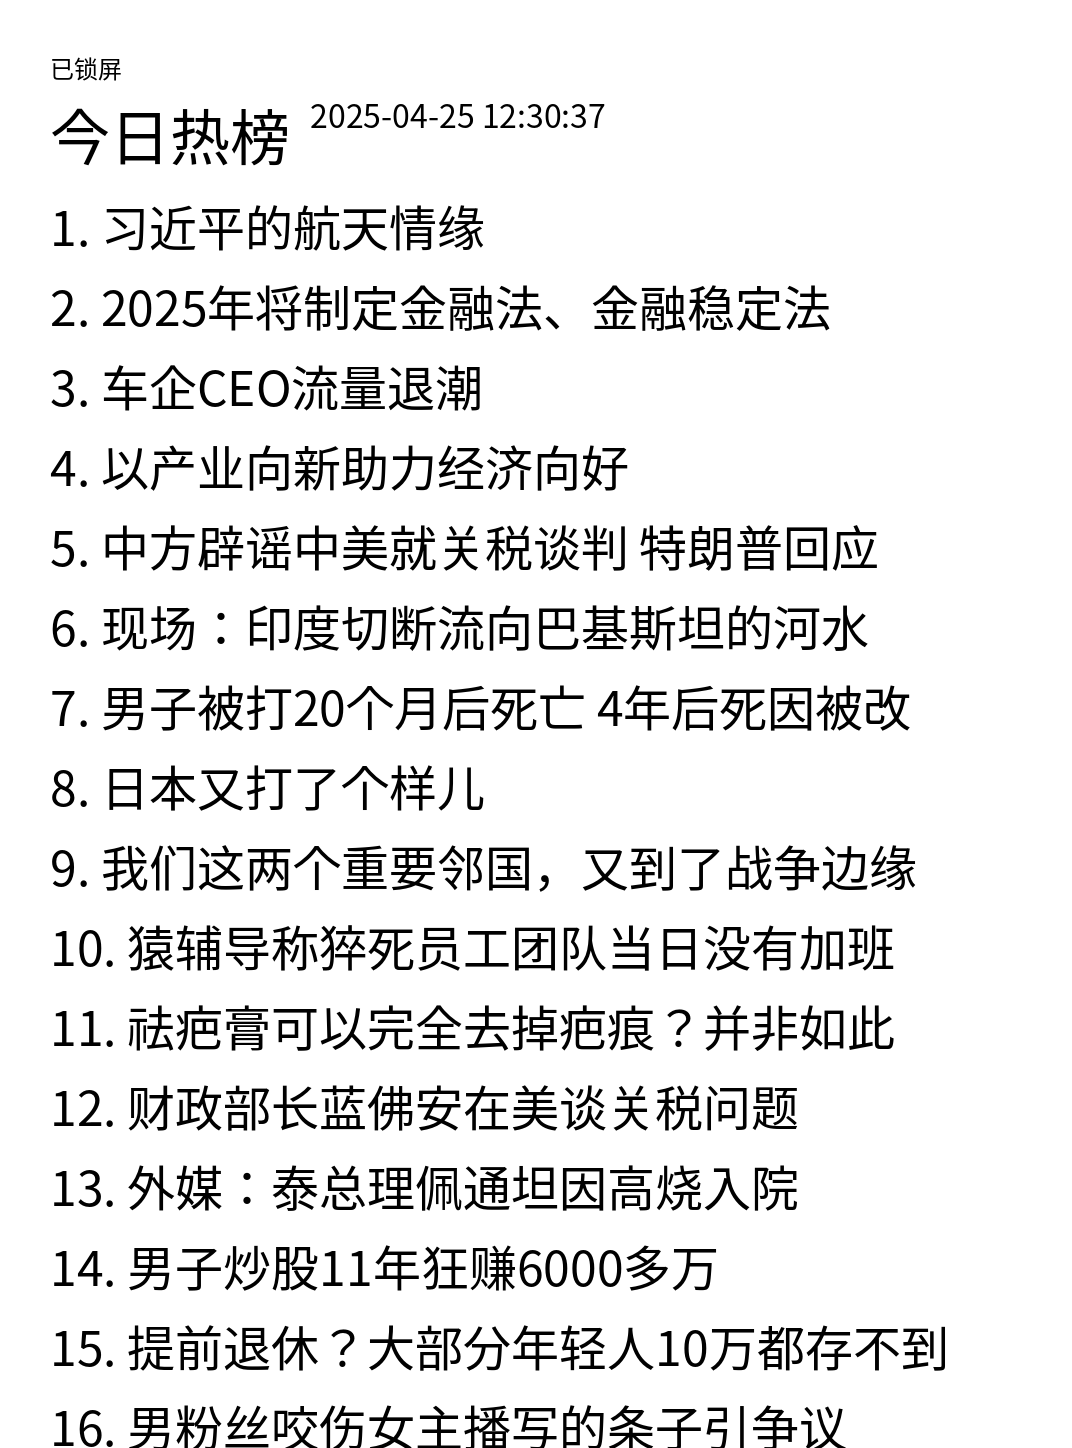 已锁屏
今日热榜 2025-04-25 12:30:37
1. 习近平的航天情缘
2. 2025年将制定金融法、金融稳定法
3. 车企CEO流量退潮
4. 以产业向新助力经济向好
5. 中方辟谣中美就关税谈判 特朗普回应
6. 现场：印度切断流向巴基斯坦的河水
7. 男子被打20个月后死亡 4年后死因被改
8. 日本又打了个样儿
9. 我们这两个重要邻国，又到了战争边缘
10. 猿辅导称猝死员工团队当日没有加班
11. 祛疤膏可以完全去掉疤痕？并非如此
12. 财政部长蓝佛安在美谈关税问题
13. 外媒：泰总理佩通坦因高烧入院
14. 男子炒股11年狂赚6000多万
15. 提前退休？大部分年轻人10万都存不到
16. 男粉丝咬伤女主播写的条子引争议